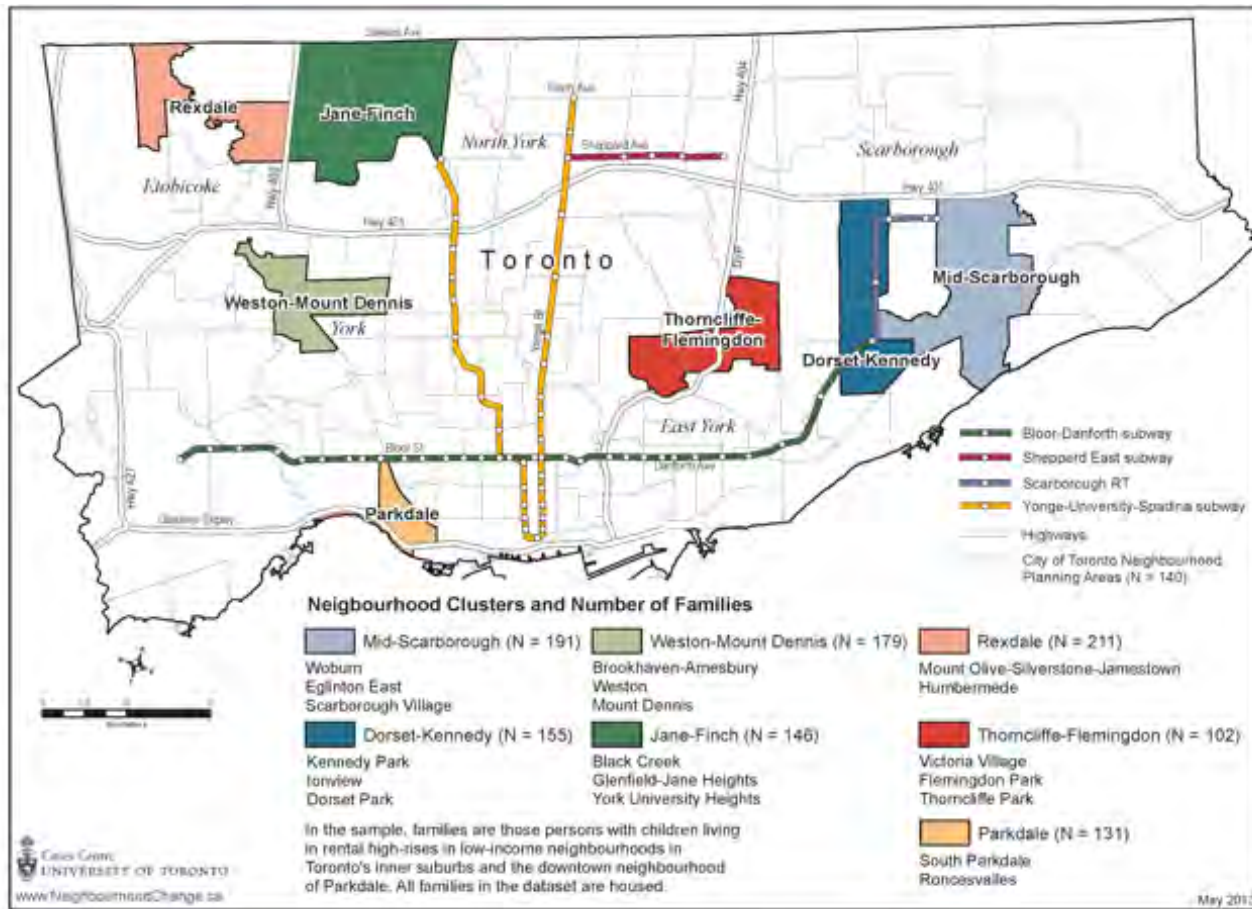 Steeles Ave
Rexdale
Jane-Finch
Finch Ave
Hwy 404
North York
Sheppard Ave
Scarborough
Etobicoke
Hwy 400
Hwy 401
Hwy 401
Toronto
DVP
Mid-Scarborough
Weston-Mount Dennis
York
Yonge St
Thorncliffe-
Flemingdon
Dorset-Kennedy
East York
Bloor St
Danforth Ave
Hwy 427
Parkdale
Gardiner Expwy
Bloor-Danforth subway
Shepperd East subway
Scarborough RT
Yonge-University-Spadina subway
Highways
City of Toronto Neighbourhood
Planning Areas (N = 140)
Neigbourhood Clusters and Number of Families
Mid-Scarborough (N = 191)
Woburn
Eglinton East
Scarborough Village
Weston-Mount Dennis (N = 179)
Brookhaven-Amesbury
Weston
Mount Dennis
Rexdale (N = 211)
Mount Olive-Silverstone-Jamestown
Humbermede
Dorset-Kennedy (N = 155)
Kennedy Park
Ionview
Dorset Park
Jane-Finch (N = 146)
Black Creek
Glenfield-Jane Heights
York University Heights
Thorncliffe-Flemingdon (N = 102)
Victoria Village
Flemingdon Park
Thorncliffe Park
Parkdale (N = 131)
South Parkdale
Roncesvalles
In the sample, families are those persons with children living
in rental high-rises in low-income neighbourhoods in
Toronto's inner suburbs and the downtown neighbourhood
of Parkdale. All families in the dataset are housed.
Cities Centre
UNIVERSITY OF TORONTO
www.NeighbourhoodChange.ca
May 2013